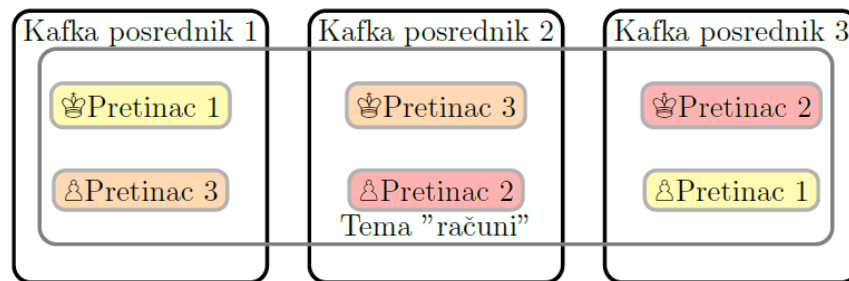 Kafka posrednik 1 Kafka posrednik 2 Kafka posrednik 3
♔Pretinac 1 ♔Pretinac 3 ♔Pretinac 2
♙Pretinac 3 ♙Pretinac 2 ♙Pretinac 1
Tema ”računi”